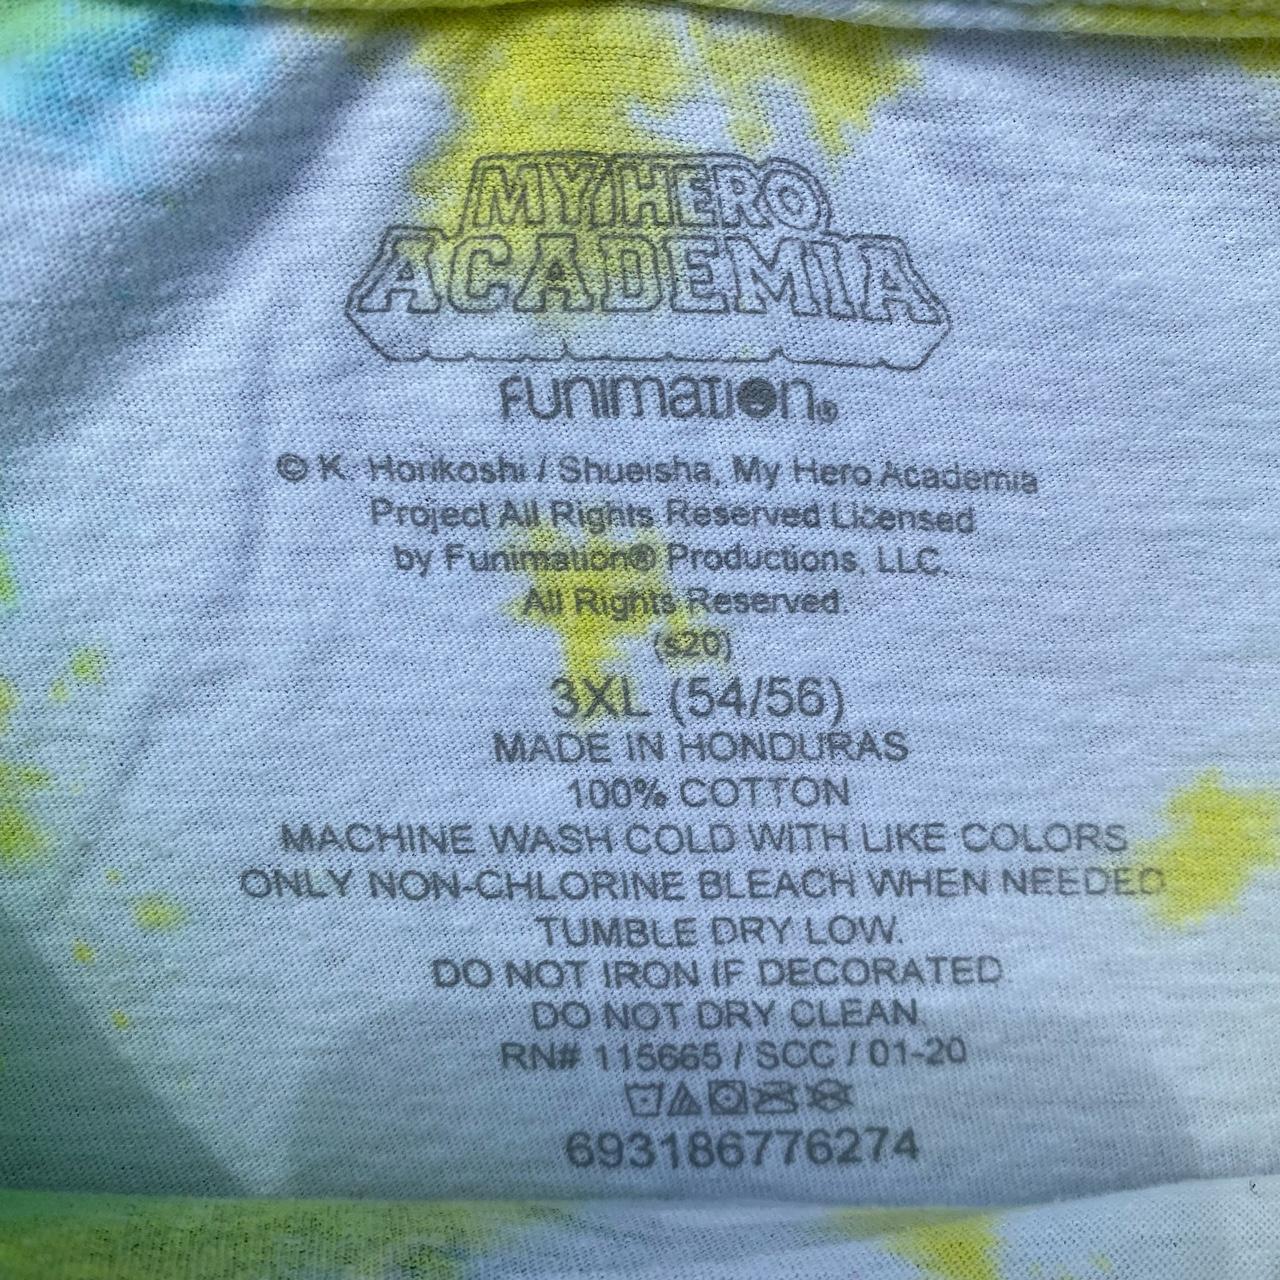 MY HERO
ACADEMIA
FUNIMATION®
© K. Horikoshi / Shueisha, My Hero Academia
Project All Rights Reserved Licensed
by Funimation® Productions, LLC.
All Rights Reserved.
(s20)
3XL (54/56)
MADE IN HONDURAS
100% COTTON
MACHINE WASH COLD WITH LIKE COLORS
ONLY NON-CHLORINE BLEACH WHEN NEEDED
TUMBLE DRY LOW.
DO NOT IRON IF DECORATED.
DO NOT DRY CLEAN.
RN# 115665 / SCC / 01-20
693186776274